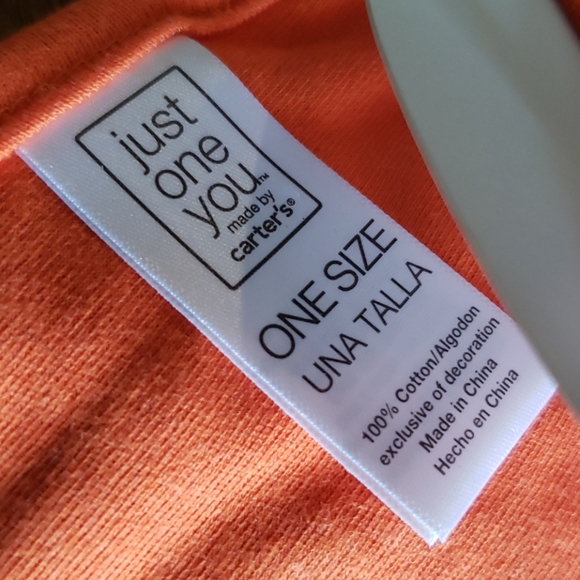 just
one
you™
made by
carter's®
ONE SIZE
UNA TALLA
100% Cotton/Algodon
exclusive of decoration
Made in China
Hecho en China